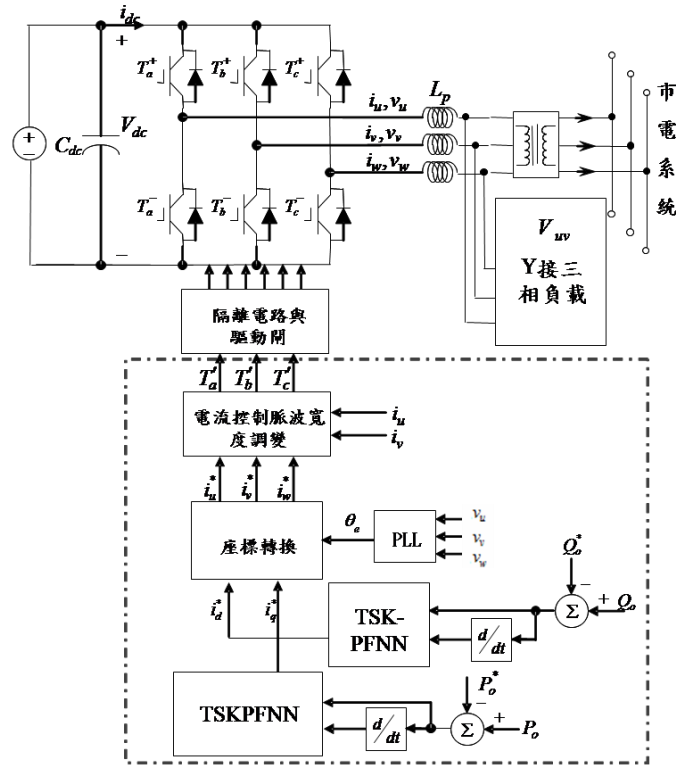 i_dc
+
T_a^+
T_b^+
T_c^+
L_p
i_u, v_u
i_v, v_v
i_w, v_w
市電系統
C_dc
V_dc
−
T_a^-
T_b^-
T_c^-
V_uv
Y接三
相負載
隔離電路與
驅動閘
T_a'
T_b'
T_c'
電流控制脈波寬
度調變
i_u
i_v
i_u^*
i_v^*
i_w^*
座標轉換
θ_a
PLL
v_u
v_v
v_w
Q_o^*
−
+
Q_o
Σ
i_d^*
i_q^*
TSK-
PFNN
d/dt
P_o^*
−
+
P_o
Σ
TSKPFNN
d/dt